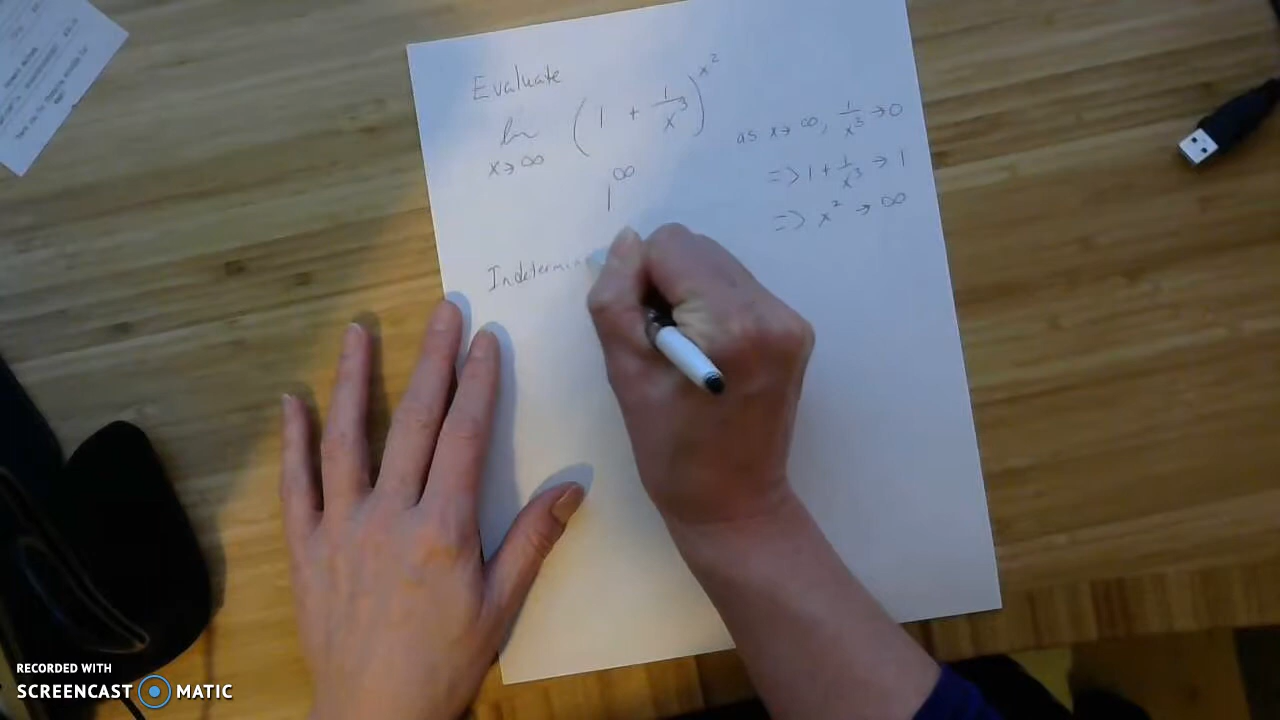 Evaluate
lim x→∞ (1 + 1/x³)^x²
1^∞
as x→∞, 1/x³ →0
=> 1 + 1/x³ → 1
=> x² → ∞
Indetermin
RECORDED WITH
SCREENCAST MATIC